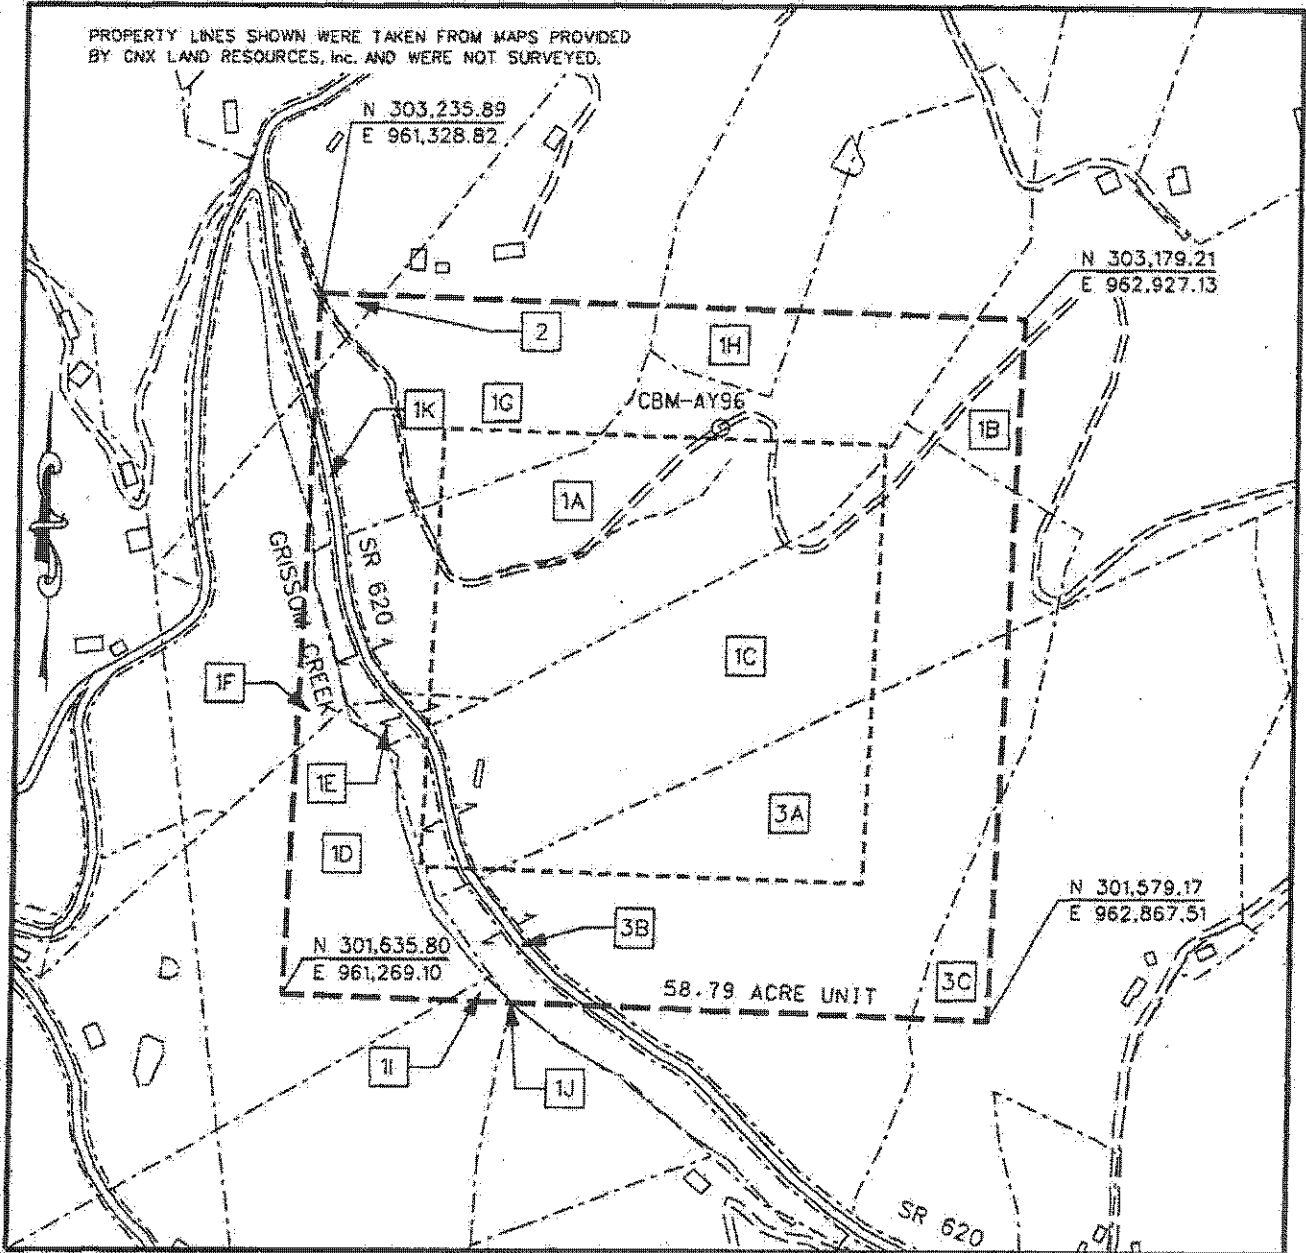 PROPERTY LINES SHOWN WERE TAKEN FROM MAPS PROVIDED
BY CNX LAND RESOURCES, Inc. AND WERE NOT SURVEYED.
N 303,235.89
E 961,328.82
N 303,179.21
E 962,927.13
2
1H
1K
1G
CBM-AY96
1B
1A
SR 620
GRISSOM CREEK
1C
1F
1E
3A
1D
N 301,579.17
E 962,867.51
3B
N 301,635.80
E 961,269.10
3C
58.79 ACRE UNIT
1I
1J
SR 620